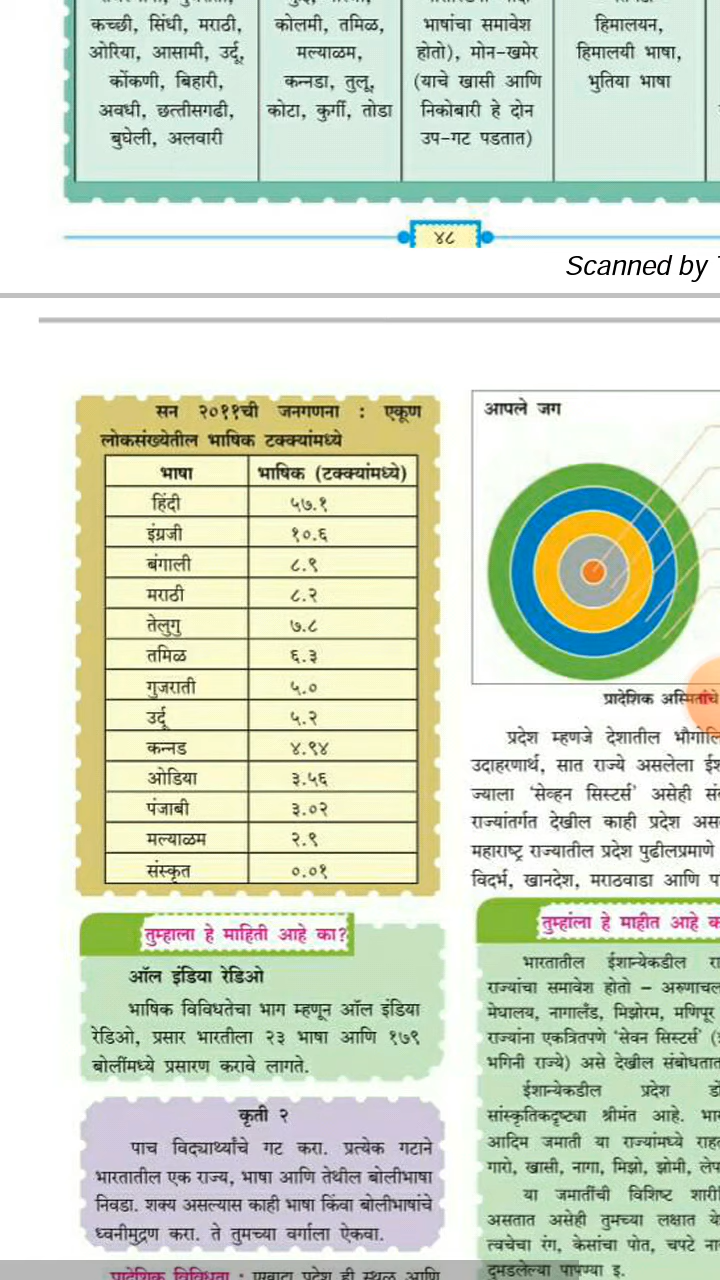 कच्छी, सिंधी, मराठी,
ओरिया, आसामी, उर्दू,
कोंकणी, बिहारी,
अवधी, छत्तीसगढी,
बुघेली, अलवारी
कोलमी, तमिळ,
मल्याळम,
कन्नडा, तुलू,
कोटा, कुर्गी, तोडा
भाषांचा समावेश
होतो), मोन-खमेर
(याचे खासी आणि
निकोबारी हे दोन
उप-गट पडतात)
हिमालयन,
हिमालयी भाषा,
भुतिया भाषा
४८
Scanned by
सन २०११ची जनगणना : एकूण
लोकसंख्येतील भाषिक टक्क्यांमध्ये
भाषा भाषिक (टक्क्यांमध्ये)
हिंदी ५७.१
इंग्रजी १०.६
बंगाली ८.९
मराठी ८.२
तेलुगु ७.८
तमिळ ६.३
गुजराती ५.०
उर्दू ५.२
कन्नड ४.९४
ओडिया ३.५६
पंजाबी ३.०२
मल्याळम २.९
संस्कृत ०.०१
तुम्हाला हे माहिती आहे का?
ऑल इंडिया रेडिओ
भाषिक विविधतेचा भाग म्हणून ऑल इंडिया
रेडिओ, प्रसार भारतीला २३ भाषा आणि १७९
बोलींमध्ये प्रसारण करावे लागते.
कृती २
पाच विद्यार्थ्यांचे गट करा. प्रत्येक गटाने
भारतातील एक राज्य, भाषा आणि तेथील बोलीभाषा
निवडा. शक्य असल्यास काही भाषा किंवा बोलीभाषांचे
ध्वनीमुद्रण करा. ते तुमच्या वर्गाला ऐकवा.
प्रादेशिक विविधता : एखादा प्रदेश ही स्थळ आणि
आपले जग
प्रादेशिक अस्मितांचे
प्रदेश म्हणजे देशातील
उदाहरणार्थ, सात राज्ये असलेला
ज्याला 'सेव्हन सिस्टर्स' असेही
राज्यांतर्गत देखील काही प्रदेश
महाराष्ट्र राज्यातील प्रदेश पुढीलप्रमाणे
विदर्भ, खानदेश, मराठवाडा आणि
तुम्हांला हे माहीत आहे
भारतातील ईशान्येकडील
राज्यांचा समावेश होतो –
मेघालय, नागालँड, मिझोरम, मणिपूर
राज्यांना एकत्रितपणे 'सेवन सिस्टर्स'
भगिनी राज्ये) असे देखील संबोधतात
ईशान्येकडील प्रदेश
सांस्कृतिकदृष्ट्या श्रीमंत आहे.
आदिम जमाती या राज्यांमध्ये
गारो, खासी, नागा, मिझो, झोमी,
या जमातींची विशिष्ट
असतात असेही तुमच्या लक्षात
त्वचेचा रंग, केसांचा पोत, चपटे
दुमडलेल्या पापण्या इ.